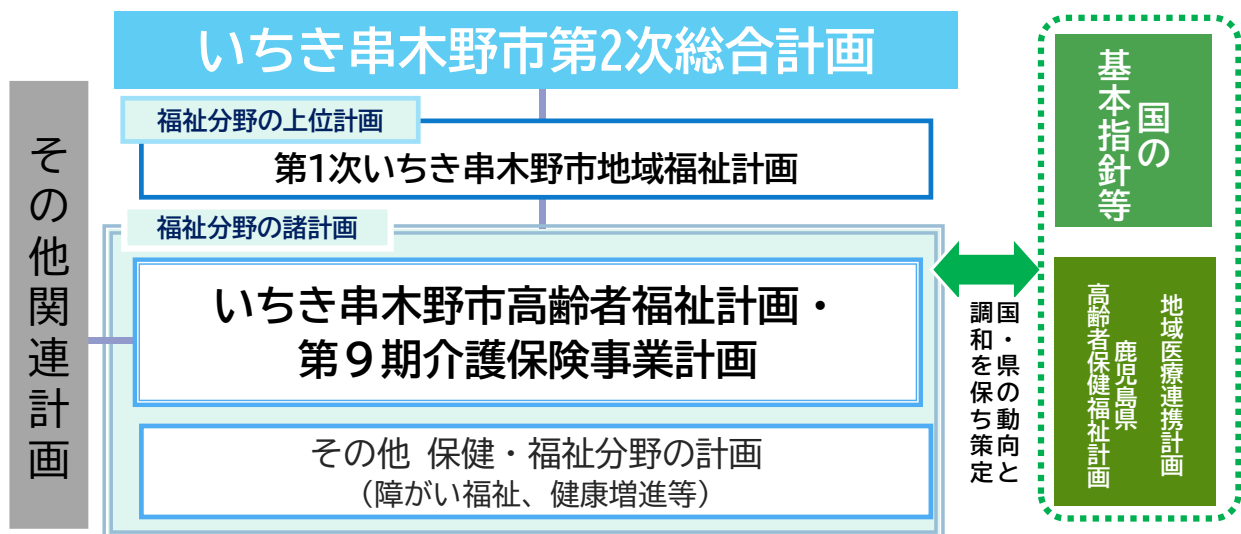 いちき串木野市第2次総合計画
福祉分野の上位計画
第1次いちき串木野市地域福祉計画
福祉分野の諸計画
いちき串木野市高齢者福祉計画・
第９期介護保険事業計画
その他 保健・福祉分野の計画
（障がい福祉、健康増進等）
その他関連計画
国・県の動向と
調和を保ち策定
国の
基本指針等
地域医療連携計画
鹿児島県
高齢者保健福祉計画